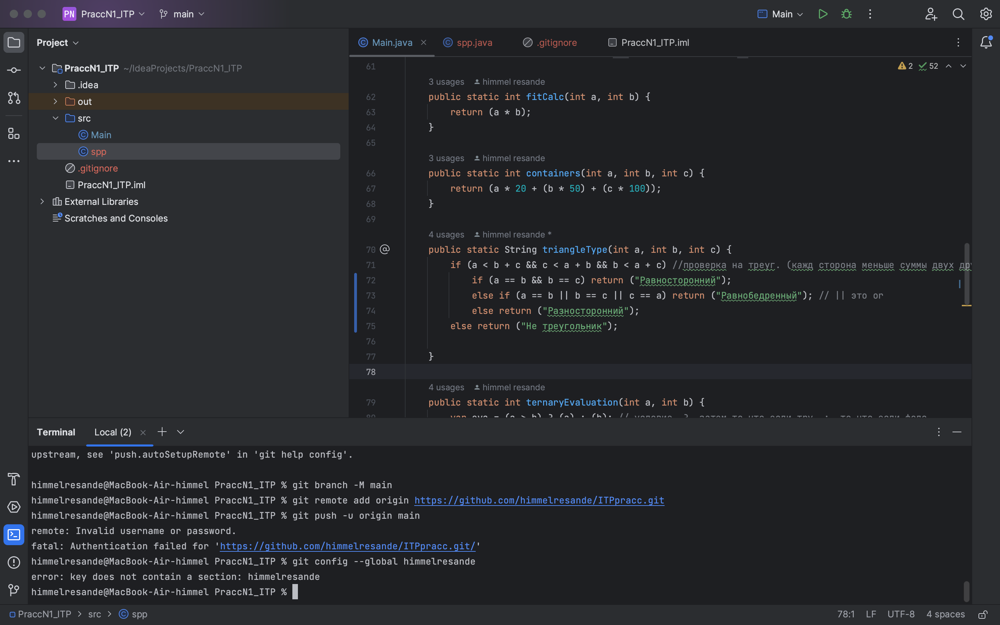 PN PraccN1_ITP main Main
Project
Main.java spp.java .gitignore PraccN1_ITP.iml
PraccN1_ITP ~/IdeaProjects/PraccN1_ITP
.idea
out
src
Main
spp
.gitignore
PraccN1_ITP.iml
External Libraries
Scratches and Consoles
2 52
61
3 usages himmel resande
62 public static int fitCalc(int a, int b) {
63 return (a * b);
64 }
65
3 usages himmel resande
66 public static int containers(int a, int b, int c) {
67 return (a * 20 + (b * 50) + (c * 100));
68 }
69
4 usages himmel resande *
70 @ public static String triangleType(int a, int b, int c) {
71 if (a < b + c && c < a + b && b < a + c) //проверка на треуг. (кажд сторона меньше суммы двух
72 if (a == b && b == c) return ("Равносторонний");
73 else if (a == b || b == c || c == a) return ("Равнобедренный"); // || это or
74 else return ("Разносторонний");
75 else return ("Не треугольник");
76
77 }
78
4 usages himmel resande
79 public static int ternaryEvaluation(int a, int b) {
Terminal Local (2)
upstream, see 'push.autoSetupRemote' in 'git help config'.
himmelresande@MacBook-Air-himmel PraccN1_ITP % git branch -M main
himmelresande@MacBook-Air-himmel PraccN1_ITP % git remote add origin https://github.com/himmelresande/ITPpracc.git
himmelresande@MacBook-Air-himmel PraccN1_ITP % git push -u origin main
remote: Invalid username or password.
fatal: Authentication failed for 'https://github.com/himmelresande/ITPpracc.git/'
himmelresande@MacBook-Air-himmel PraccN1_ITP % git config --global himmelresande
error: key does not contain a section: himmelresande
himmelresande@MacBook-Air-himmel PraccN1_ITP %
PraccN1_ITP > src > spp 78:1 LF UTF-8 4 spaces